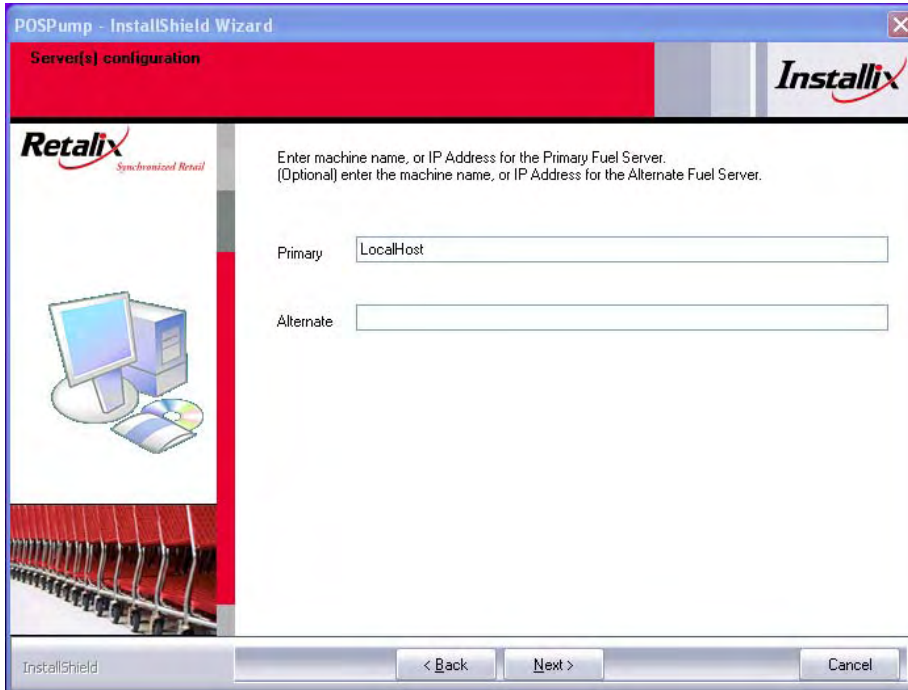 POSPump - InstallShield Wizard
Server(s) configuration
Installix
Retalix
Synchronized Retail
Enter machine name, or IP Address for the Primary Fuel Server.
(Optional) enter the machine name, or IP Address for the Alternate Fuel Server.
Primary
LocalHost
Alternate
InstallShield
< Back
Next >
Cancel